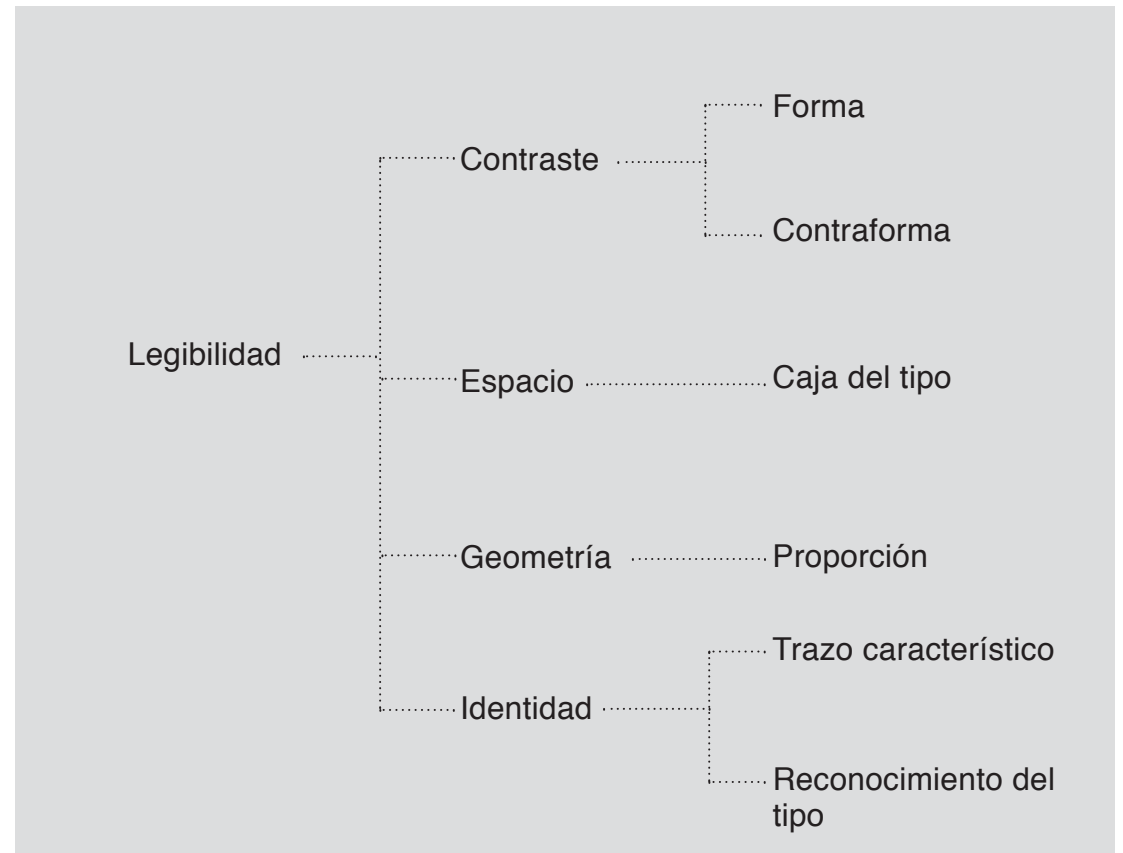 Forma
Contraste
Contraforma
Legibilidad
Espacio
Caja del tipo
Geometría
Proporción
Trazo característico
Identidad
Reconocimiento del
tipo